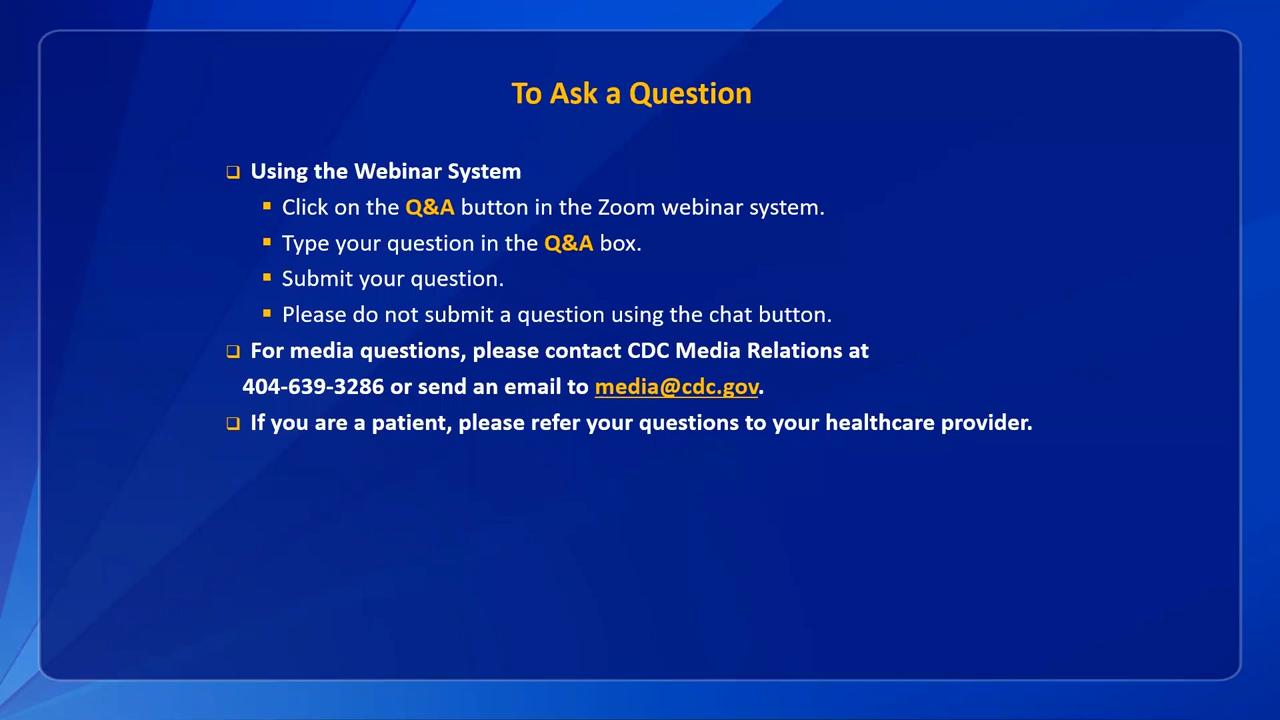 To Ask a Question
Using the Webinar System
Click on the Q&A button in the Zoom webinar system.
Type your question in the Q&A box.
Submit your question.
Please do not submit a question using the chat button.
For media questions, please contact CDC Media Relations at
404-639-3286 or send an email to media@cdc.gov.
If you are a patient, please refer your questions to your healthcare provider.